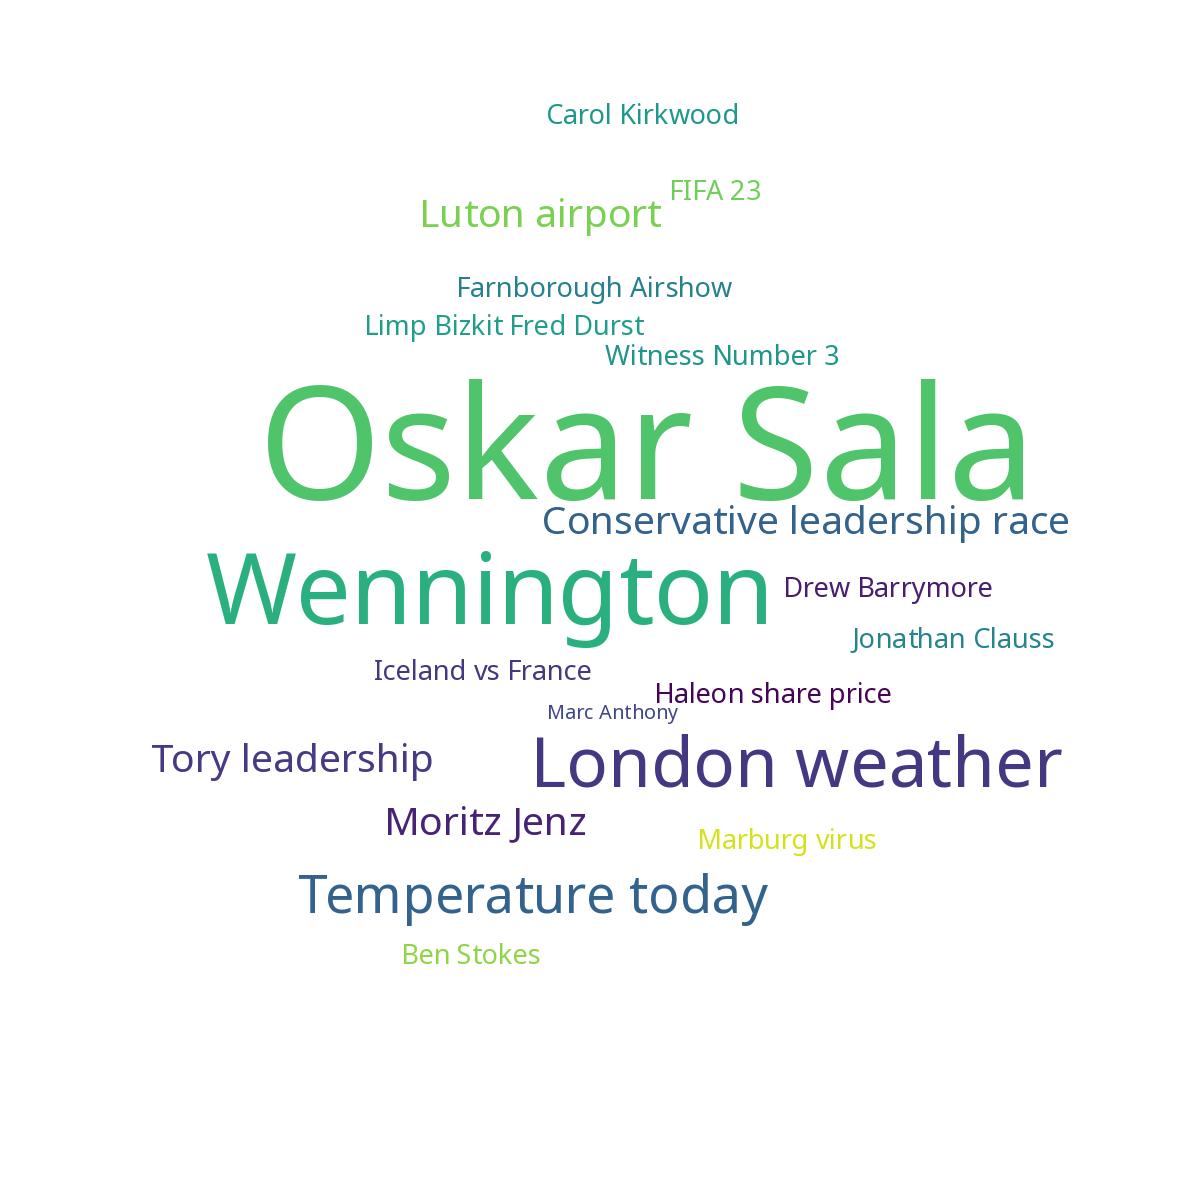 Carol Kirkwood
FIFA 23
Luton airport
Farnborough Airshow
Limp Bizkit Fred Durst
Witness Number 3
Oskar Sala
Conservative leadership race
Wennington
Drew Barrymore
Jonathan Clauss
Iceland vs France
Haleon share price
Marc Anthony
Tory leadership
London weather
Moritz Jenz
Marburg virus
Temperature today
Ben Stokes